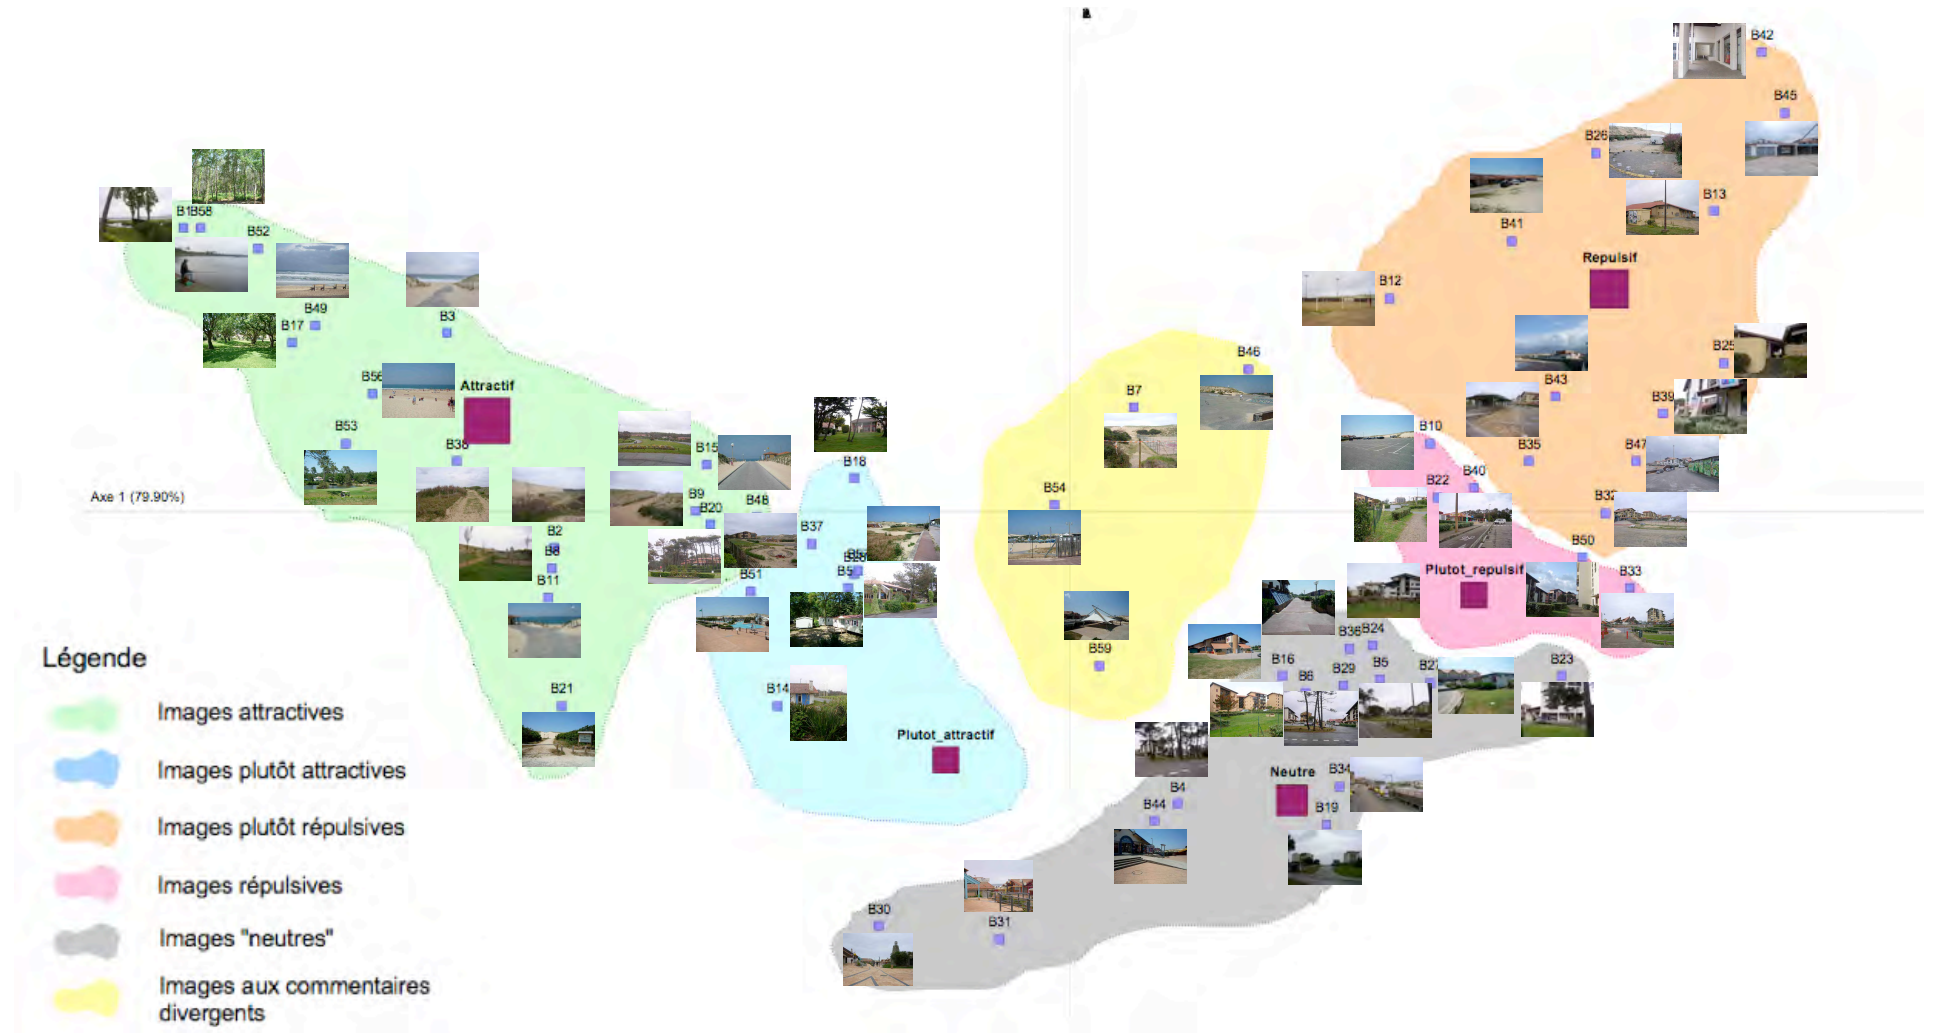 B42
B45
B26
B13
B1
B58
B41
B52
Repulsif
B12
B49
B3
B17
B25
B46
B56
Attractif
B43
B7
B39
B53
B10
B38
B15
B35
B47
B18
B40
B22
B54
Axe 1 (79.90%)
B9
B48
B32
B20
B37
B2
B50
B8
B57
Plutot_repulsif
B33
B51
B11
B36
B24
Légende
B59
B16
B29
B5
B23
B6
B21
B14
Images attractives
Plutot_attractif
Images plutôt attractives
Neutre
B34
B4
B44
B19
Images plutôt répulsives
Images répulsives
B30
B31
Images "neutres"
Images aux commentaires
divergents